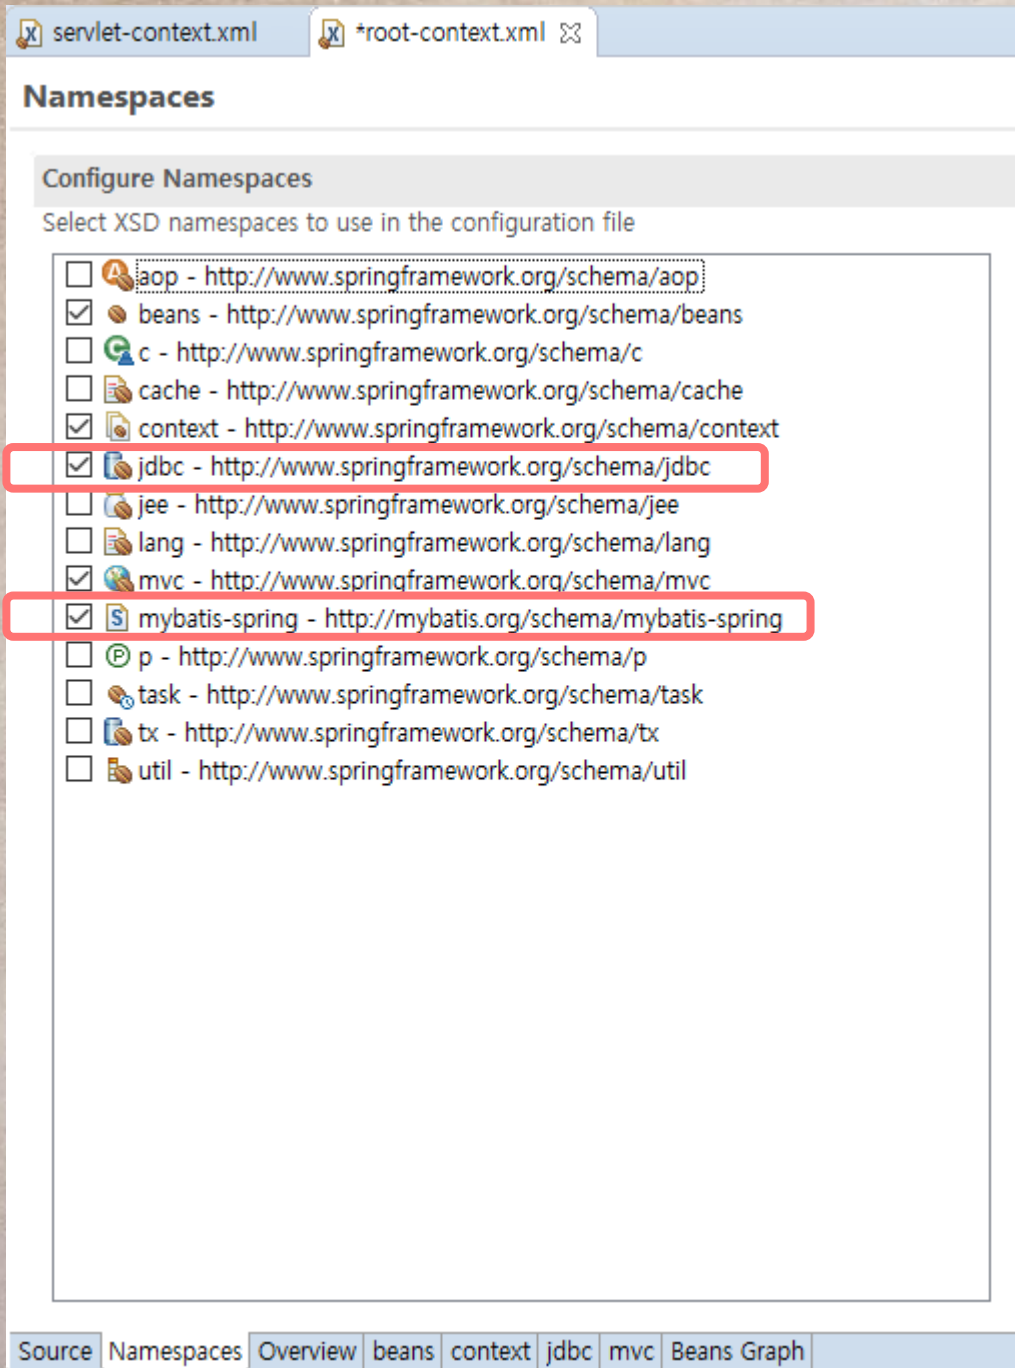 servlet-context.xml *root-context.xml
Namespaces
Configure Namespaces
Select XSD namespaces to use in the configuration file
aop - http://www.springframework.org/schema/aop
beans - http://www.springframework.org/schema/beans
c - http://www.springframework.org/schema/c
cache - http://www.springframework.org/schema/cache
context - http://www.springframework.org/schema/context
jdbc - http://www.springframework.org/schema/jdbc
jee - http://www.springframework.org/schema/jee
lang - http://www.springframework.org/schema/lang
mvc - http://www.springframework.org/schema/mvc
mybatis-spring - http://mybatis.org/schema/mybatis-spring
p - http://www.springframework.org/schema/p
task - http://www.springframework.org/schema/task
tx - http://www.springframework.org/schema/tx
util - http://www.springframework.org/schema/util
Source Namespaces Overview beans context jdbc mvc Beans Graph